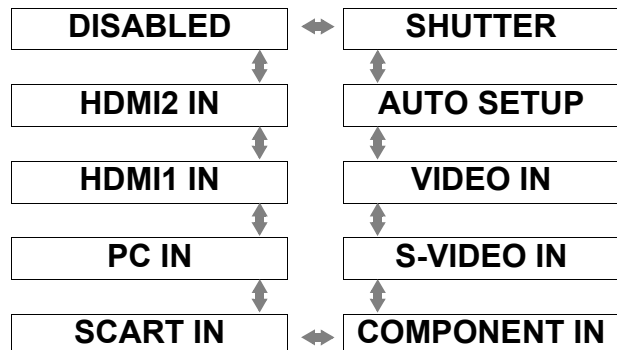 DISABLED
SHUTTER
HDMI2 IN
AUTO SETUP
HDMI1 IN
VIDEO IN
PC IN
S-VIDEO IN
SCART IN
COMPONENT IN